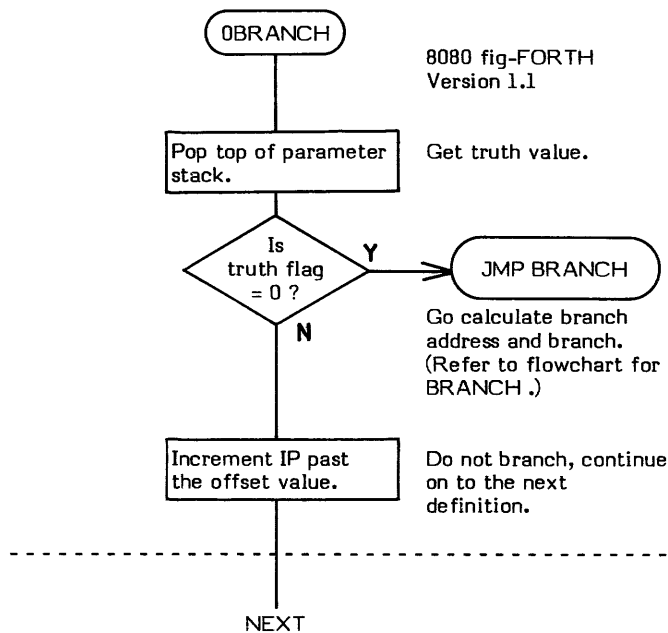 0BRANCH
8080 fig-FORTH
Version 1.1
Pop top of parameter
stack.
Get truth value.
Is
truth flag
= 0 ?
Y
JMP BRANCH
N
Go calculate branch
address and branch.
(Refer to flowchart for
BRANCH .)
Increment IP past
the offset value.
Do not branch, continue
on to the next
definition.
NEXT